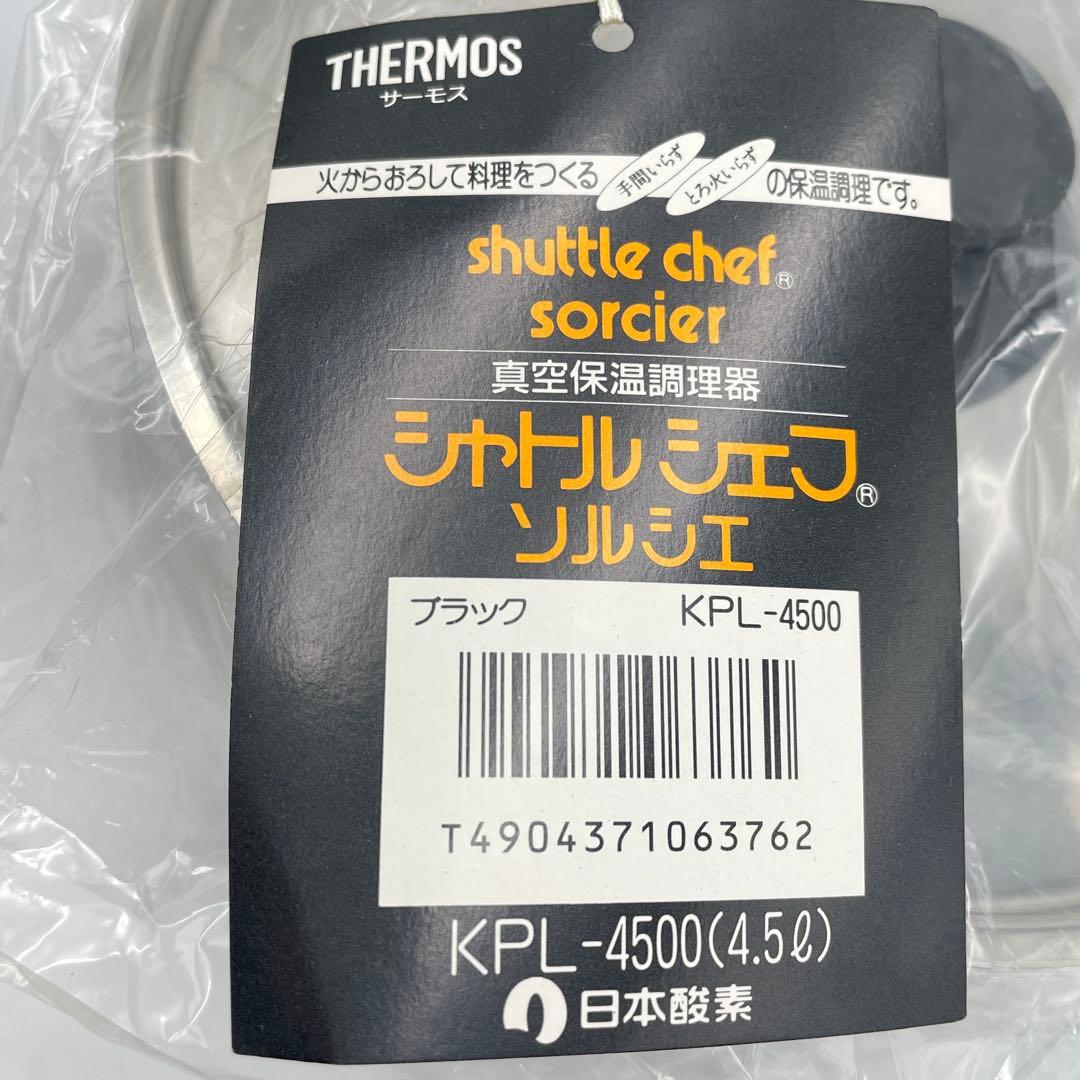 THERMOS
サーモス
火からおろして料理をつくる 手間いらず とろ火いらず の保温調理です。
shuttle chef®
sorcier
真空保温調理器
シャトルシェフ®
ソルシエ
ブラック KPL-4500
T4904371063762
KPL-4500(4.5ℓ)
日本酸素